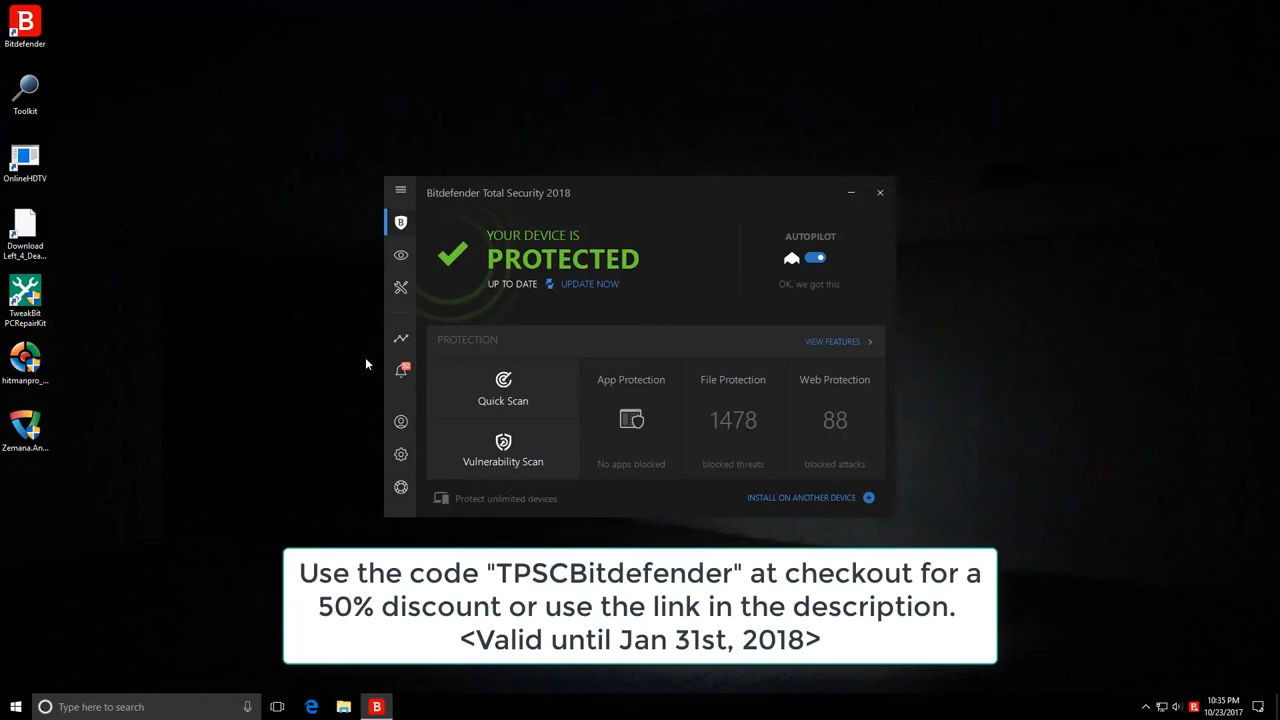 Bitdefender
Toolkit
OnlineHDTV
Download
Left_4_Dea...
TweakBit
PCRepairKit
hitmanpro_...
Zemana.An...
Bitdefender Total Security 2018
YOUR DEVICE IS
PROTECTED
UP TO DATE UPDATE NOW
AUTOPILOT
OK, we got this
PROTECTION
VIEW FEATURES
Quick Scan
Vulnerability Scan
App Protection
No apps blocked
File Protection
1478
blocked threats
Web Protection
88
blocked attacks
Protect unlimited devices
INSTALL ON ANOTHER DEVICE
Use the code "TPSCBitdefender" at checkout for a
50% discount or use the link in the description.
<Valid until Jan 31st, 2018>
Type here to search
10:35 PM
10/23/2017